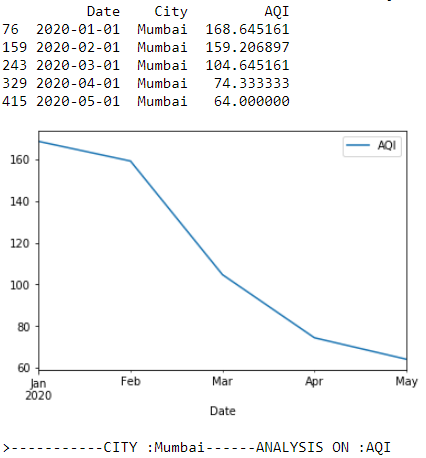 Date City AQI
76 2020-01-01 Mumbai 168.645161
159 2020-02-01 Mumbai 159.206897
243 2020-03-01 Mumbai 104.645161
329 2020-04-01 Mumbai 74.333333
415 2020-05-01 Mumbai 64.000000
AQI
160
140
120
100
80
60
Jan Feb Mar Apr May
2020
Date
>-----------CITY :Mumbai------ANALYSIS ON :AQI